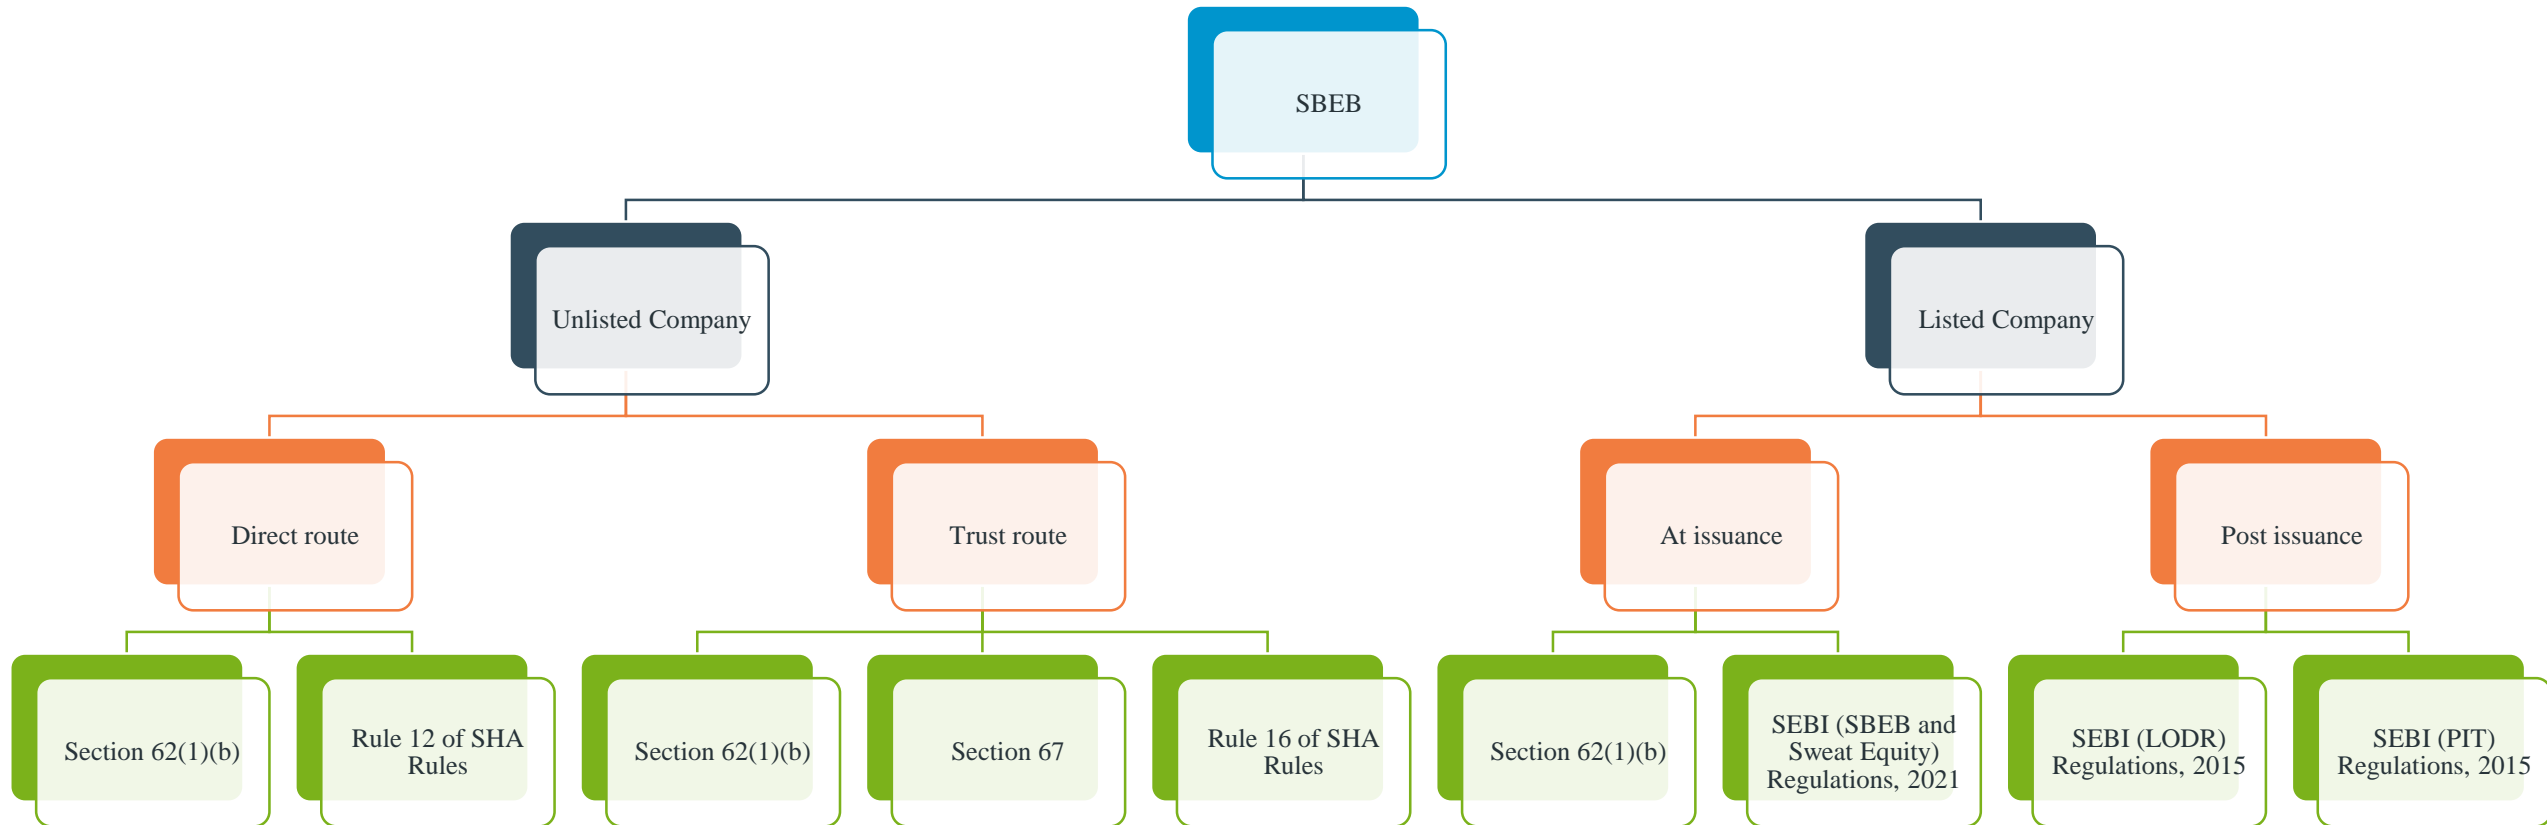 SBEB
Unlisted Company
Listed Company
Direct route
Trust route
At issuance
Post issuance
Section 62(1)(b)
Rule 12 of SHA
Rules
Section 62(1)(b)
Section 67
Rule 16 of SHA
Rules
Section 62(1)(b)
SEBI (SBEB and
Sweat Equity)
Regulations, 2021
SEBI (LODR)
Regulations, 2015
SEBI (PIT)
Regulations, 2015